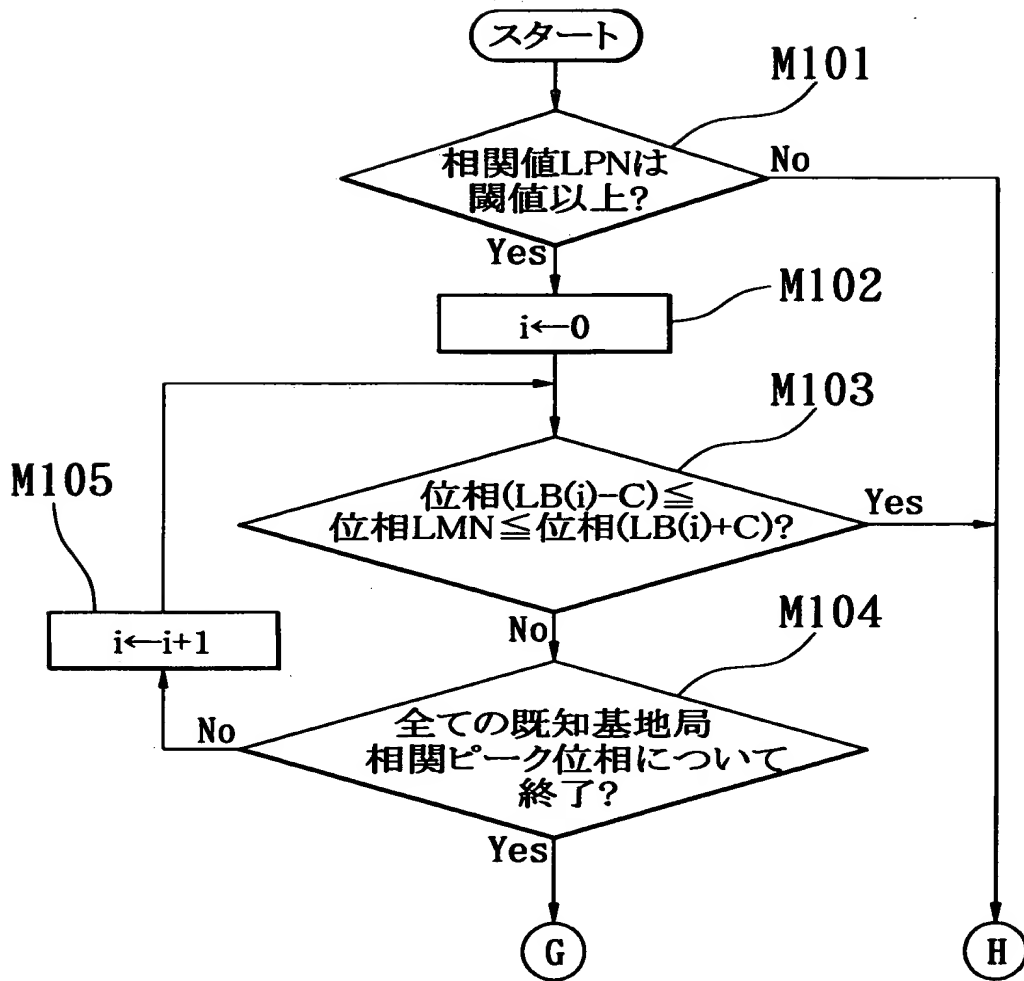 スタート
M101
相関値LPNは
閾値以上?
No
Yes
M102
i←0
M103
位相(LB(i)-C)≦
位相LMN≦位相(LB(i)+C)?
Yes
M105
i←i+1
No
M104
全ての既知基地局
相関ピーク位相について
終了?
No
Yes
G
H